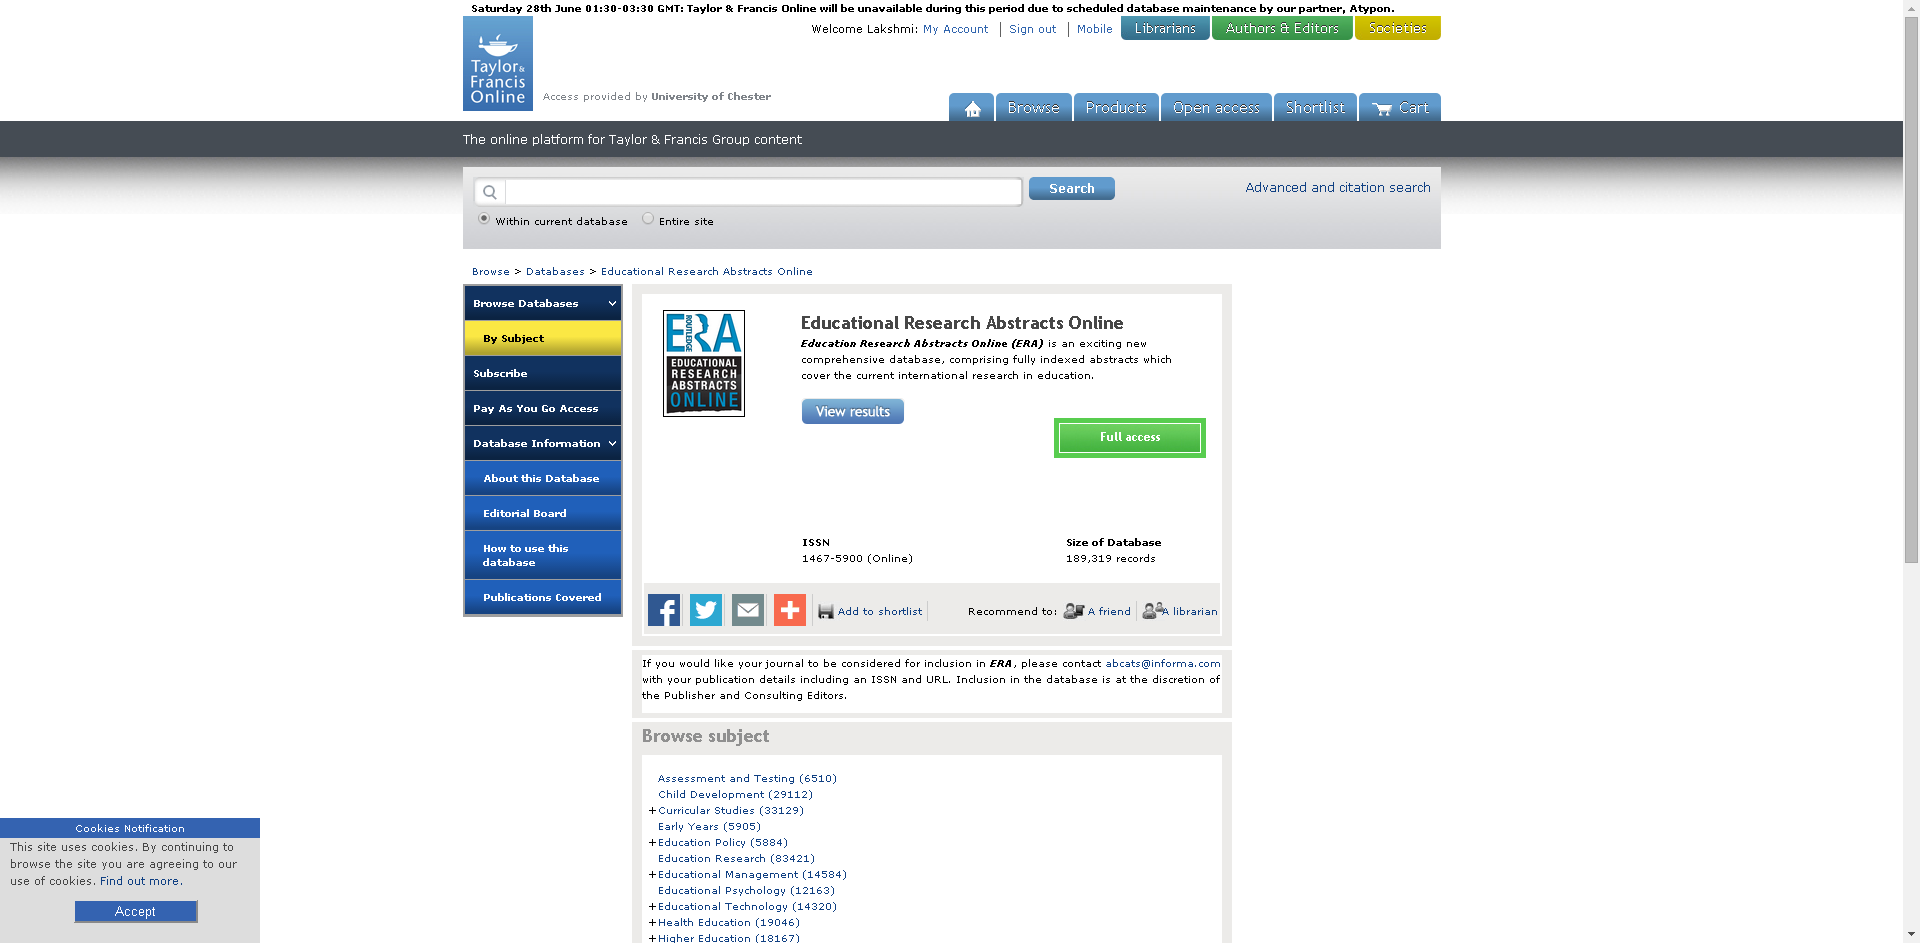 Saturday 28th June 01:30-03:30 GMT: Taylor & Francis Online will be unavailable during this period due to scheduled database maintenance by our partner, Atypon.
Welcome Lakshmi: My Account | Sign out | Mobile Librarians Authors & Editors Societies
Taylor &
Francis
Online
Access provided by University of Chester
Browse Products Open access Shortlist Cart
The online platform for Taylor & Francis Group content
Search
Advanced and citation search
Within current database Entire site
Browse > Databases > Educational Research Abstracts Online
Browse Databases
By Subject
Subscribe
Pay As You Go Access
Database Information
About this Database
Editorial Board
How to use this
database
Publications Covered
ERA
ROUTLEDGE
EDUCATIONAL
RESEARCH
ABSTRACTS
ONLINE
Educational Research Abstracts Online
Education Research Abstracts Online (ERA) is an exciting new
comprehensive database, comprising fully indexed abstracts which
cover the current international research in education.
View results
Full access
ISSN
1467-5900 (Online)
Size of Database
189,319 records
Add to shortlist
Recommend to: A friend A librarian
If you would like your journal to be considered for inclusion in ERA, please contact abcats@informa.com
with your publication details including an ISSN and URL. Inclusion in the database is at the discretion of
the Publisher and Consulting Editors.
Browse subject
Assessment and Testing (6510)
Child Development (29112)
+Curricular Studies (33129)
Early Years (5905)
+Education Policy (5884)
Education Research (83421)
+Educational Management (14584)
Educational Psychology (12163)
+Educational Technology (14320)
+Health Education (19046)
+Higher Education (18167)
Cookies Notification
This site uses cookies. By continuing to
browse the site you are agreeing to our
use of cookies. Find out more.
Accept